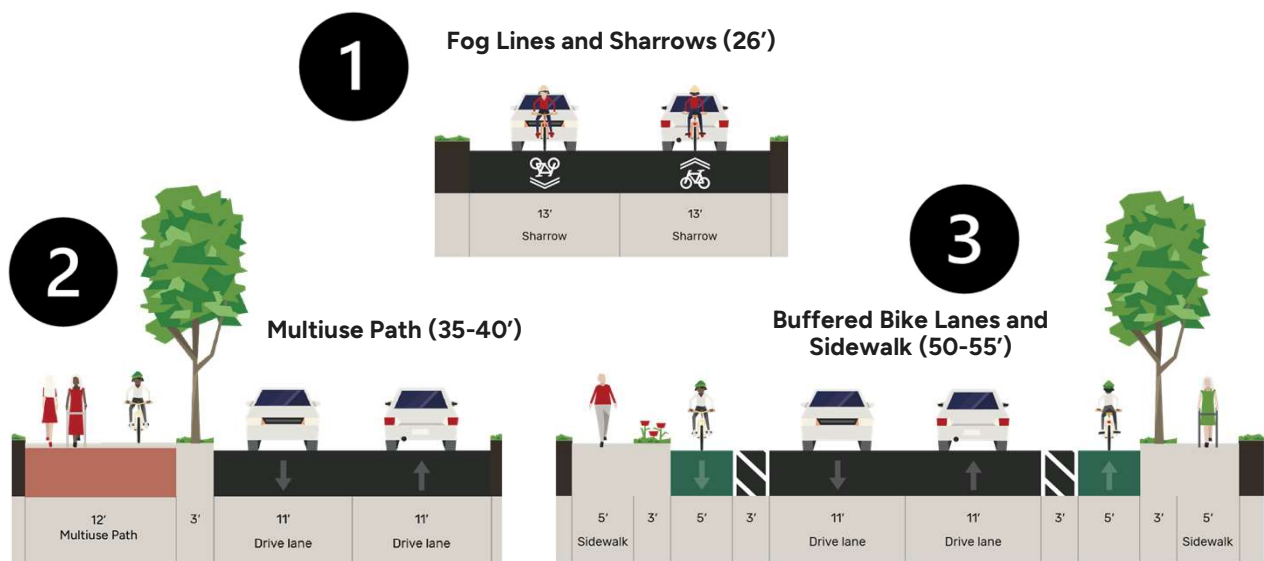 1
Fog Lines and Sharrows (26')
13'
Sharrow
13'
Sharrow
2
Multiuse Path (35-40')
12'
Multiuse Path
3'
11'
Drive lane
11'
Drive lane
3
Buffered Bike Lanes and
Sidewalk (50-55')
5'
Sidewalk
3'
5'
3'
11'
Drive lane
11'
Drive lane
3'
5'
3'
5'
Sidewalk